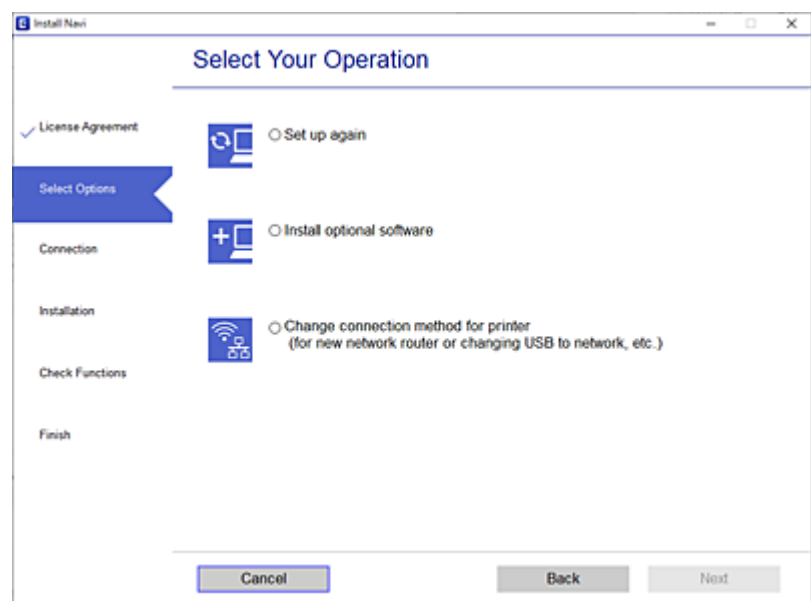 E Install Navi
Select Your Operation
License Agreement
Select Options
Connection
Installation
Check Functions
Finish
Set up again
Install optional software
Change connection method for printer
(for new network router or changing USB to network, etc.)
Cancel
Back
Next